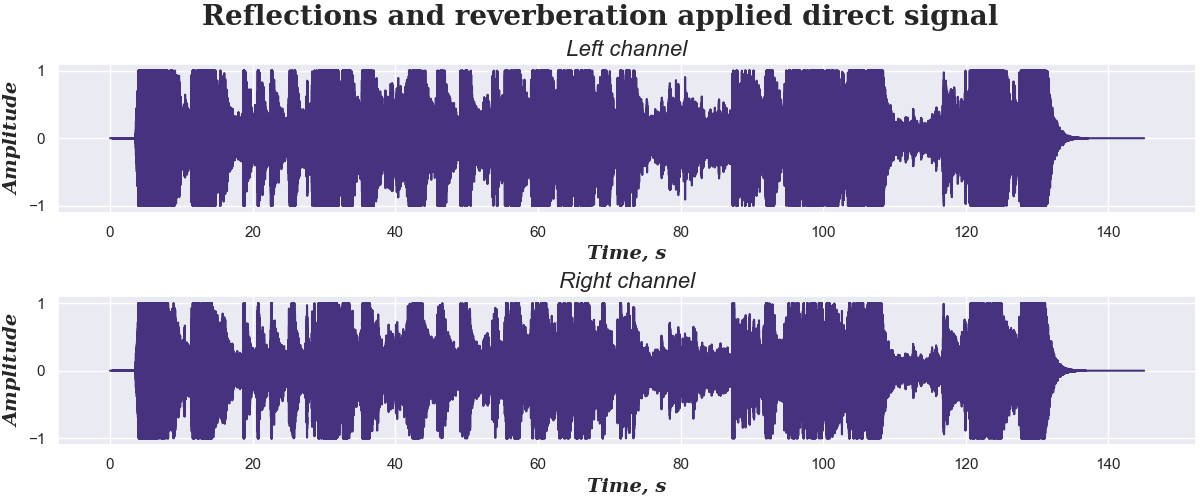 Reflections and reverberation applied direct signal
Left channel
Amplitude
1
0
−1
0 20 40 60 80 100 120 140
Time, s
Right channel
Amplitude
1
0
−1
0 20 40 60 80 100 120 140
Time, s